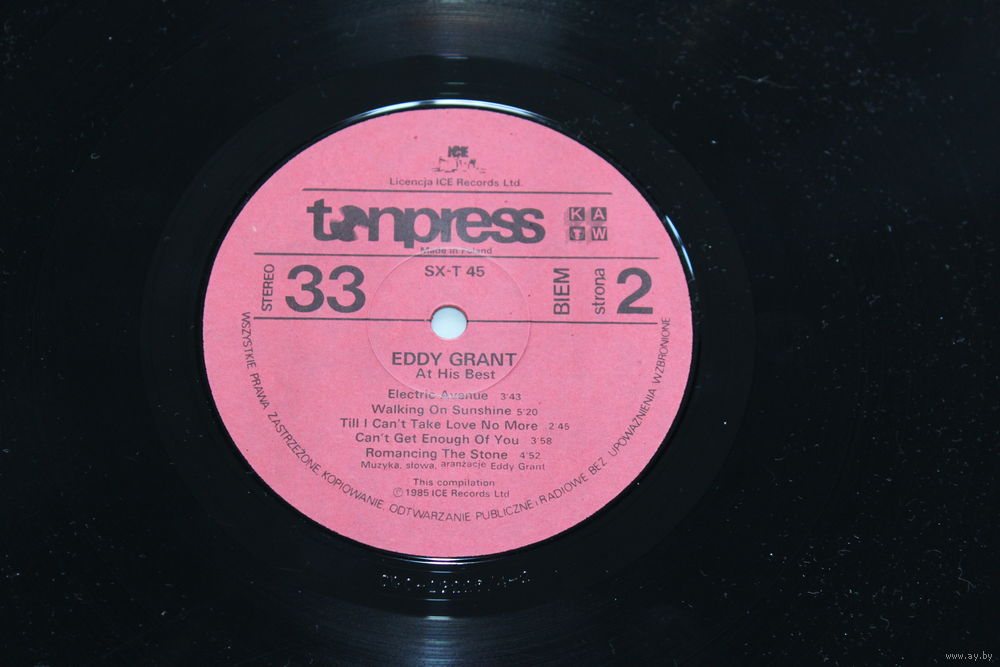 ICE
Licencja ICE Records Ltd.
tonpress
K A
W
Made in Poland
SX-T 45
STEREO
33
BIEM
strona
2
EDDY GRANT
At His Best
Electric Avenue 3'43
Walking On Sunshine 5'20
Till I Can't Take Love No More 2'45
Can't Get Enough Of You 3'58
Romancing The Stone 4'52
Muzyka, słowa, aranżacje Eddy Grant
This compilation
©1985 ICE Records Ltd
WSZYSTKIE PRAWA ZASTRZEŻONE. KOPIOWANIE, ODTWARZANIE PUBLICZNE i RADIOWE BEZ UPOWAŻNIENIA WZBRONIONE
www.ay.by